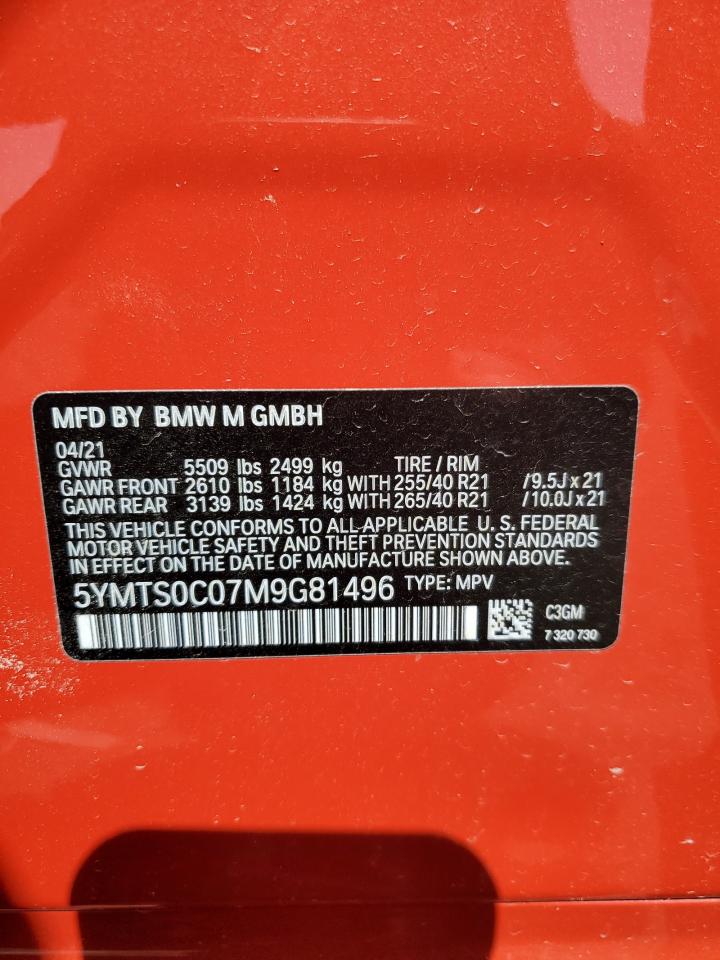 MFD BY BMW M GMBH
04/21
GVWR 5509 lbs 2499 kg TIRE / RIM
GAWR FRONT 2610 lbs 1184 kg WITH 255/40 R21 /9.5J x 21
GAWR REAR 3139 lbs 1424 kg WITH 265/40 R21 /10.0J x 21
THIS VEHICLE CONFORMS TO ALL APPLICABLE U. S. FEDERAL
MOTOR VEHICLE SAFETY AND THEFT PREVENTION STANDARDS
IN EFFECT ON THE DATE OF MANUFACTURE SHOWN ABOVE.
5YMTS0C07M9G81496 TYPE: MPV
C3GM
7 320 730